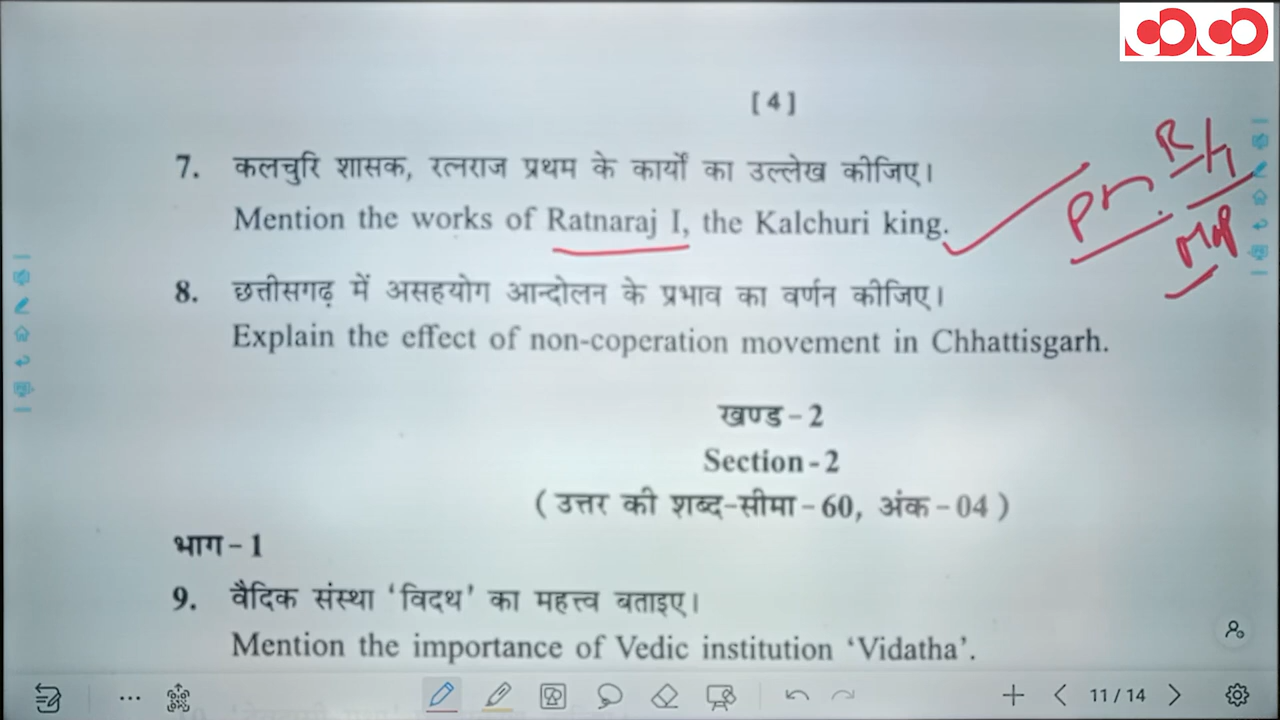 [ 4 ]
7. कलचुरि शासक, रत्नराज प्रथम के कार्यों का उल्लेख कीजिए।
Mention the works of Ratnaraj I, the Kalchuri king.
8. छत्तीसगढ़ में असहयोग आन्दोलन के प्रभाव का वर्णन कीजिए।
Explain the effect of non-coperation movement in Chhattisgarh.
खण्ड – 2
Section - 2
( उत्तर की शब्द-सीमा – 60, अंक – 04 )
भाग – 1
9. वैदिक संस्था ‘विदथ’ का महत्त्व बताइए।
Mention the importance of Vedic institution ‘Vidatha’.
11 / 14